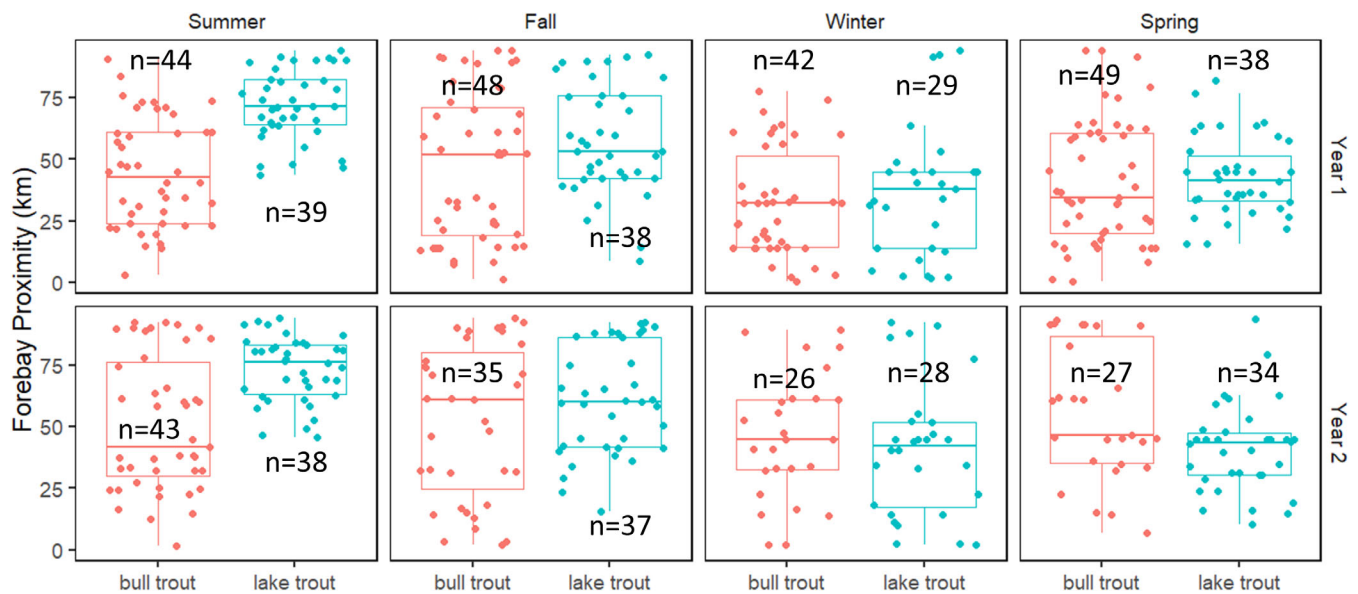 Summer Fall Winter Spring
Forebay Proximity (km)
75
50
25
0
n=44
n=39
n=48
n=38
n=42
n=29
n=49
n=38
Year 1
75
50
25
0
n=43
n=38
n=35
n=37
n=26
n=28
n=27
n=34
Year 2
bull trout lake trout bull trout lake trout bull trout lake trout bull trout lake trout